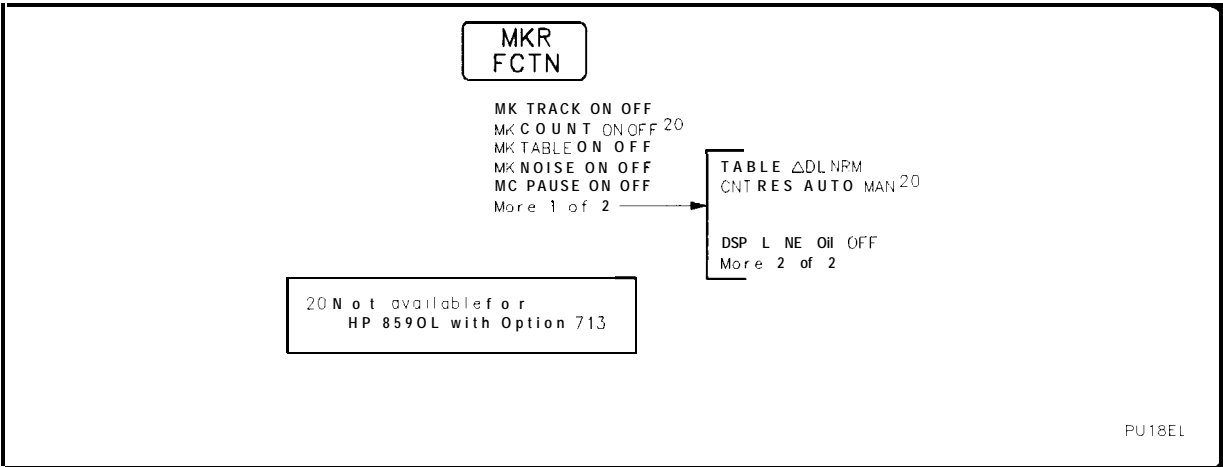 MKR
FCTN
MK TRACK ON OFF
MK COUNT ON OFF 20
MK TABLE ON OFF
MK NOISE ON OFF
MC PAUSE ON OFF
More 1 of 2
TABLE △DL NRM
CNT RES AUTO MAN 20
DSP L NE Oil OFF
More 2 of 2
20 Not available for
HP 859OL with Option 713
PU18EL